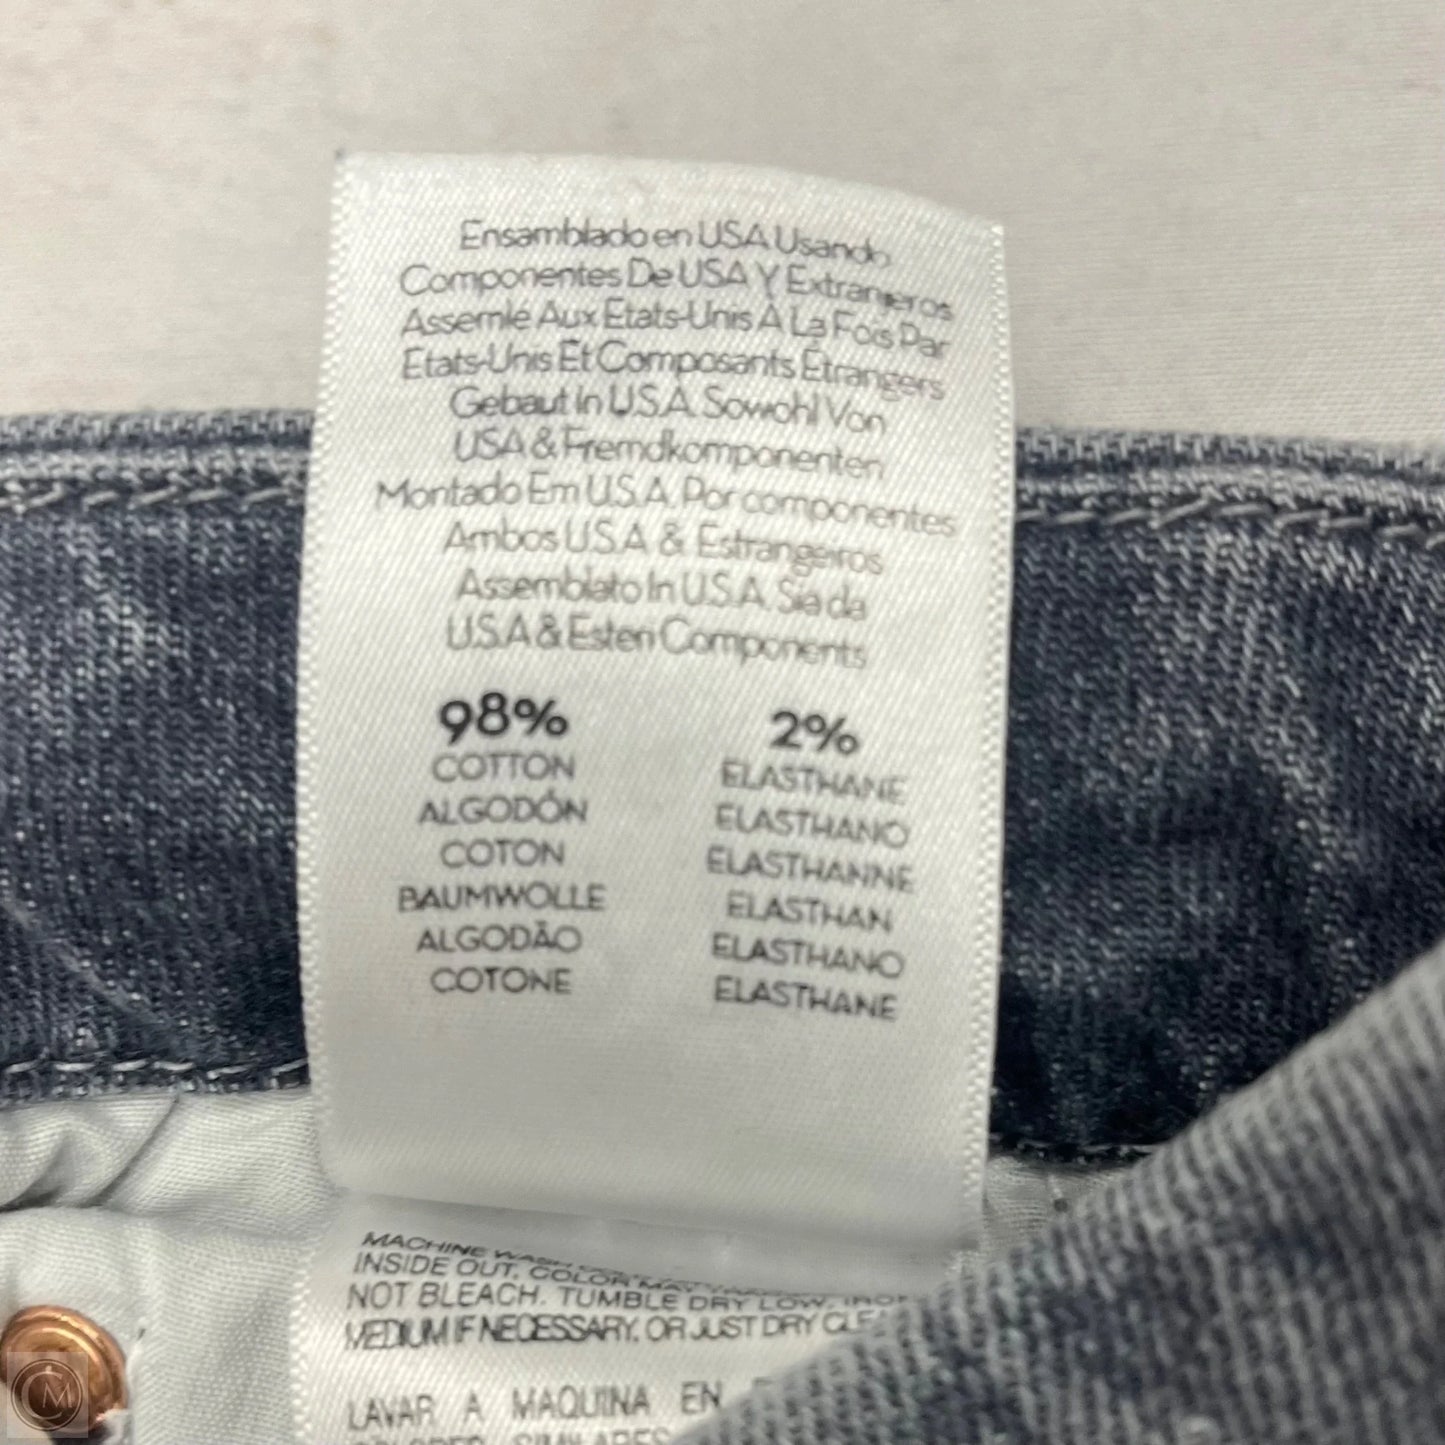 Ensamblado en USA Usando
Componentes De USA Y Extranjeros
Assemlé Aux Etats-Unis À La Fois Par
Etats-Unis Et Composants Étrangers
Gebaut In U.S.A. Sowohl Von
USA & Fremdkomponenten
Montado Em U.S.A. Por componentes
Ambos U.S.A & Estrangeiros
Assemblato In U.S.A. Sia da
U.S.A & Esteri Components
98%
COTTON
ALGODÓN
COTON
BAUMWOLLE
ALGODÃO
COTONE
2%
ELASTHANE
ELASTHANO
ELASTHANNE
ELASTHAN
ELASTHANO
ELASTHANE
MACHINE WASH
INSIDE OUT. COLOR MAY
NOT BLEACH. TUMBLE DRY LOW. IRON
MEDIUM IF NECESSARY. OR JUST DRY CLE
LAVAR A MAQUINA EN
CM